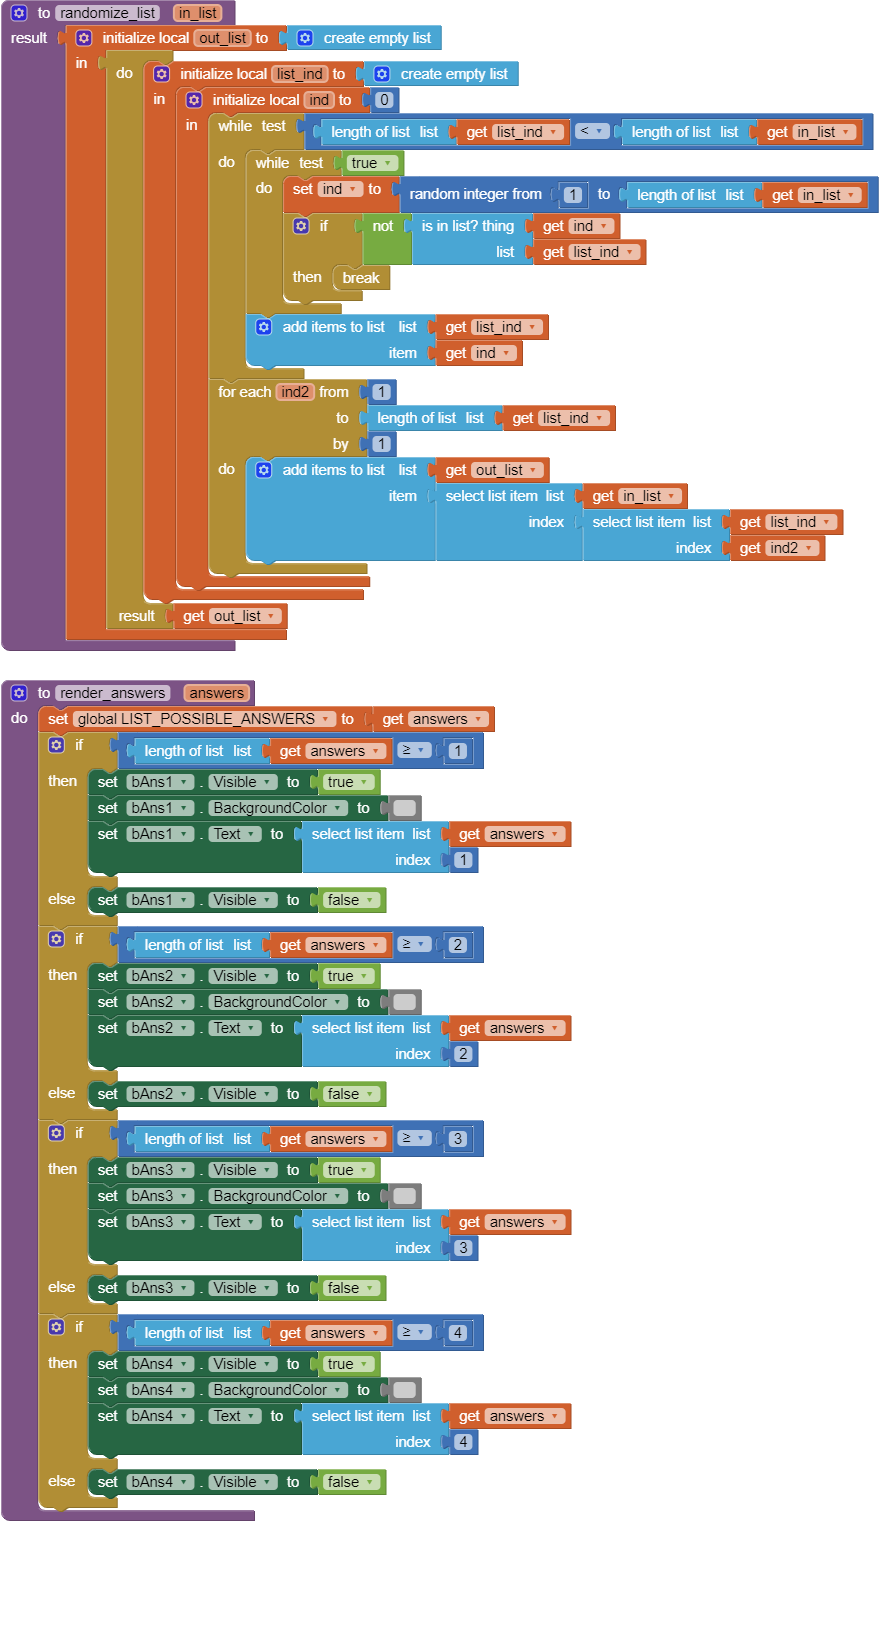 to randomize_list in_list
result initialize local out_list to create empty list
in do initialize local list_ind to create empty list
in initialize local ind to 0
in while test length of list list get list_ind < length of list list get in_list
do while test true
do set ind to random integer from 1 to length of list list get in_list
if not is in list? thing get ind
list get list_ind
then break
add items to list list get list_ind
item get ind
for each ind2 from 1
to length of list list get list_ind
by 1
do add items to list list get out_list
item select list item list get in_list
index select list item list get list_ind
index get ind2
result get out_list
to render_answers answers
do set global LIST_POSSIBLE_ANSWERS to get answers
if length of list list get answers ≥ 1
then set bAns1 . Visible to true
set bAns1 . BackgroundColor to
set bAns1 . Text to select list item list get answers
index 1
else set bAns1 . Visible to false
if length of list list get answers ≥ 2
then set bAns2 . Visible to true
set bAns2 . BackgroundColor to
set bAns2 . Text to select list item list get answers
index 2
else set bAns2 . Visible to false
if length of list list get answers ≥ 3
then set bAns3 . Visible to true
set bAns3 . BackgroundColor to
set bAns3 . Text to select list item list get answers
index 3
else set bAns3 . Visible to false
if length of list list get answers ≥ 4
then set bAns4 . Visible to true
set bAns4 . BackgroundColor to
set bAns4 . Text to select list item list get answers
index 4
else set bAns4 . Visible to false